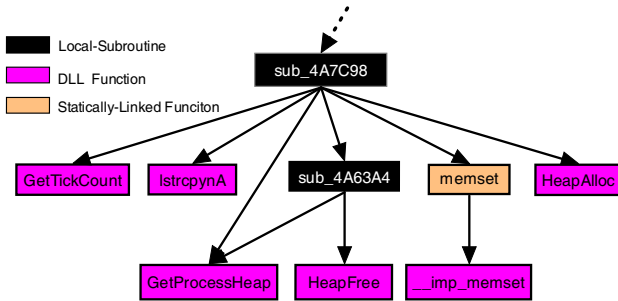 Local-Subroutine
DLL Function
Statically-Linked Funciton
sub_4A7C98
GetTickCount
lstrcpynA
sub_4A63A4
memset
HeapAlloc
GetProcessHeap
HeapFree
__imp_memset